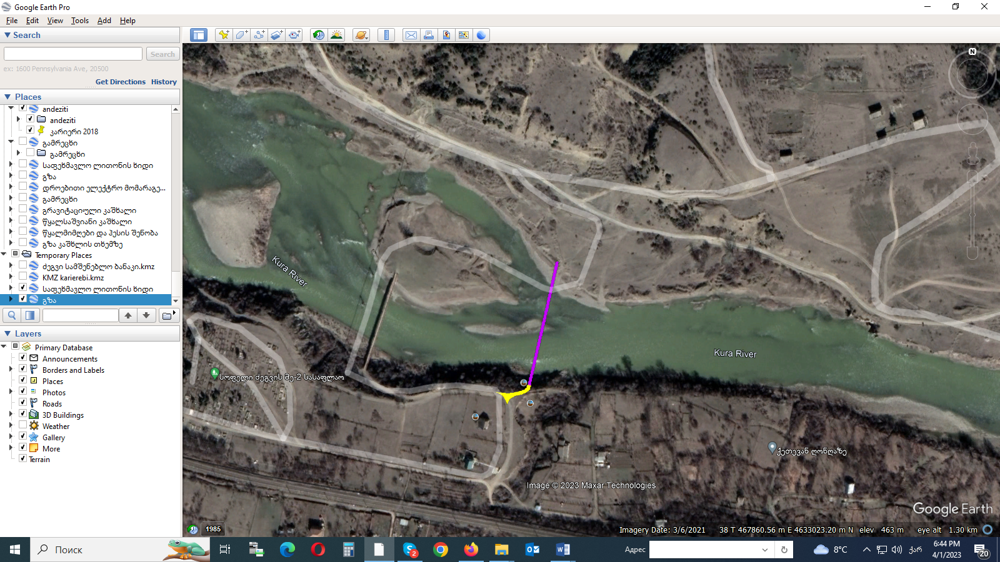 Google Earth Pro
File Edit View Tools Add Help
Search
Search
ex: 1600 Pennsylvania Ave, 20500
Get Directions History
Places
andeziti
andeziti
კარიერი 2018
გამრეცხი
გამრეცხი
საფეხმავლო ლითონის ხიდი
გზა
დროებითი ელექტრო მომარაგე...
გამრეცხი
გრავიტაციული კაშხალი
წყალსაშვიანი კაშხალი
წყალმიმღები და ჰესის შენობა
გზა კაშხლის თხემზე
Temporary Places
ძეგვი სამშენებლო ბანაკი.kmz
KMZ karierebi.kmz
საფეხმავლო ლითონის ხიდი
გზა
Layers
Primary Database
Announcements
Borders and Labels
Places
Photos
Roads
3D Buildings
Weather
Gallery
More
Terrain
N
Kura River
Kura River
სოფელი ძეგვის მე-2 სასაფლაო
ქეთევან ღონღაზე
Image © 2023 Maxar Technologies
Google Earth
1985
Imagery Date: 3/6/2021 38 T 467860.56 m E 4633023.20 m N elev 463 m eye alt 1.30 km
Поиск
2
W
Адрес
8°C
ქარ
6:44 PM
4/1/2023
20